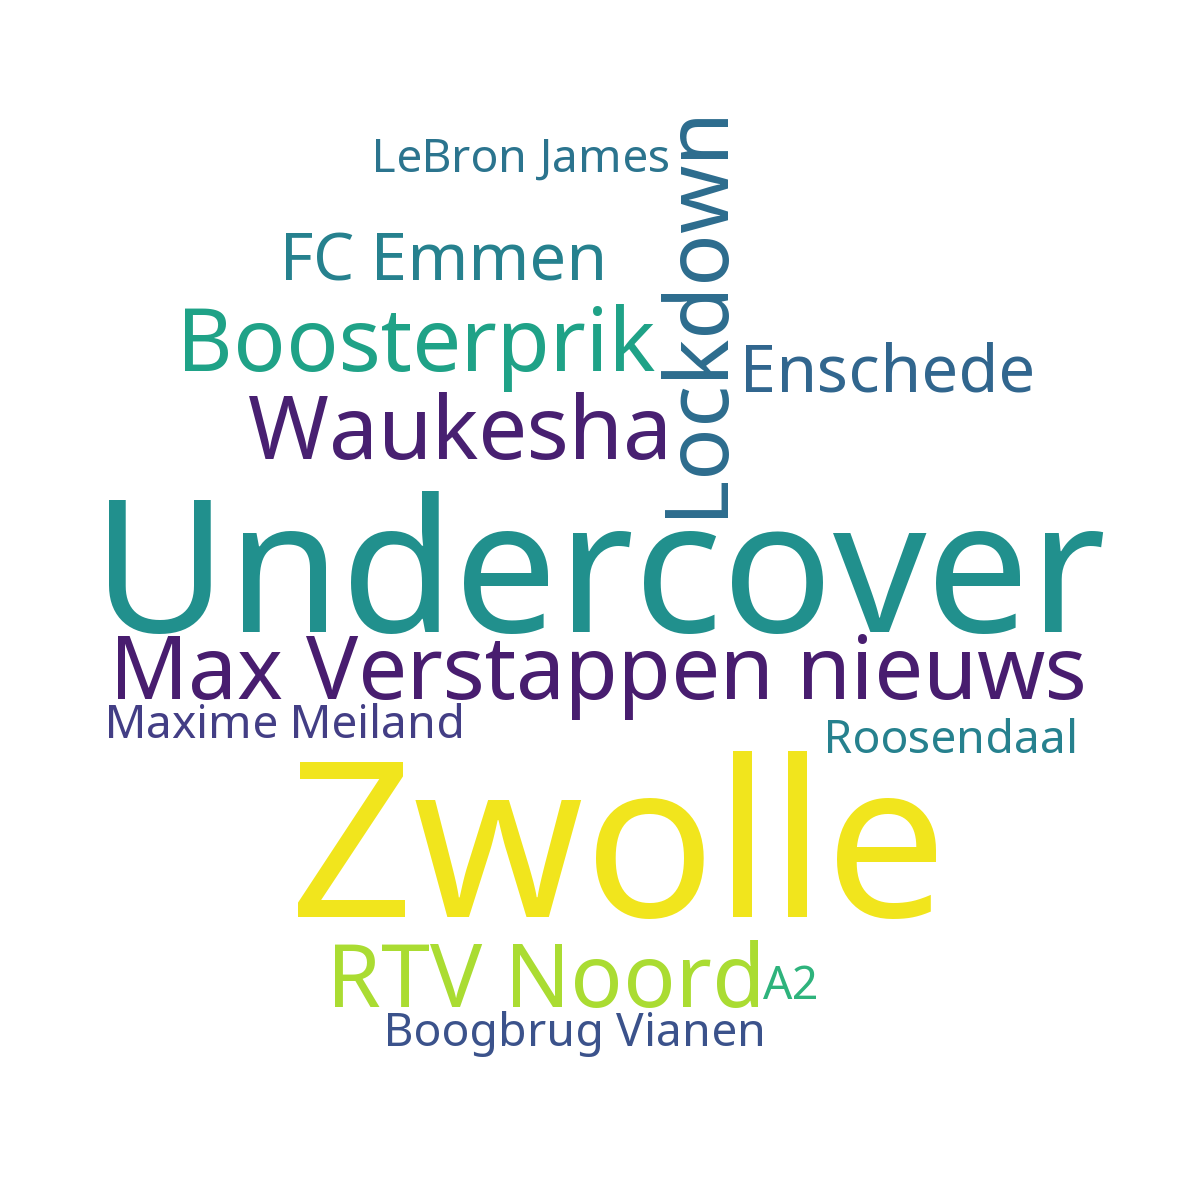 LeBron James
Lockdown
FC Emmen
Boosterprik
Enschede
Waukesha
Undercover
Max Verstappen nieuws
Maxime Meiland
Roosendaal
Zwolle
RTV Noord
A2
Boogbrug Vianen